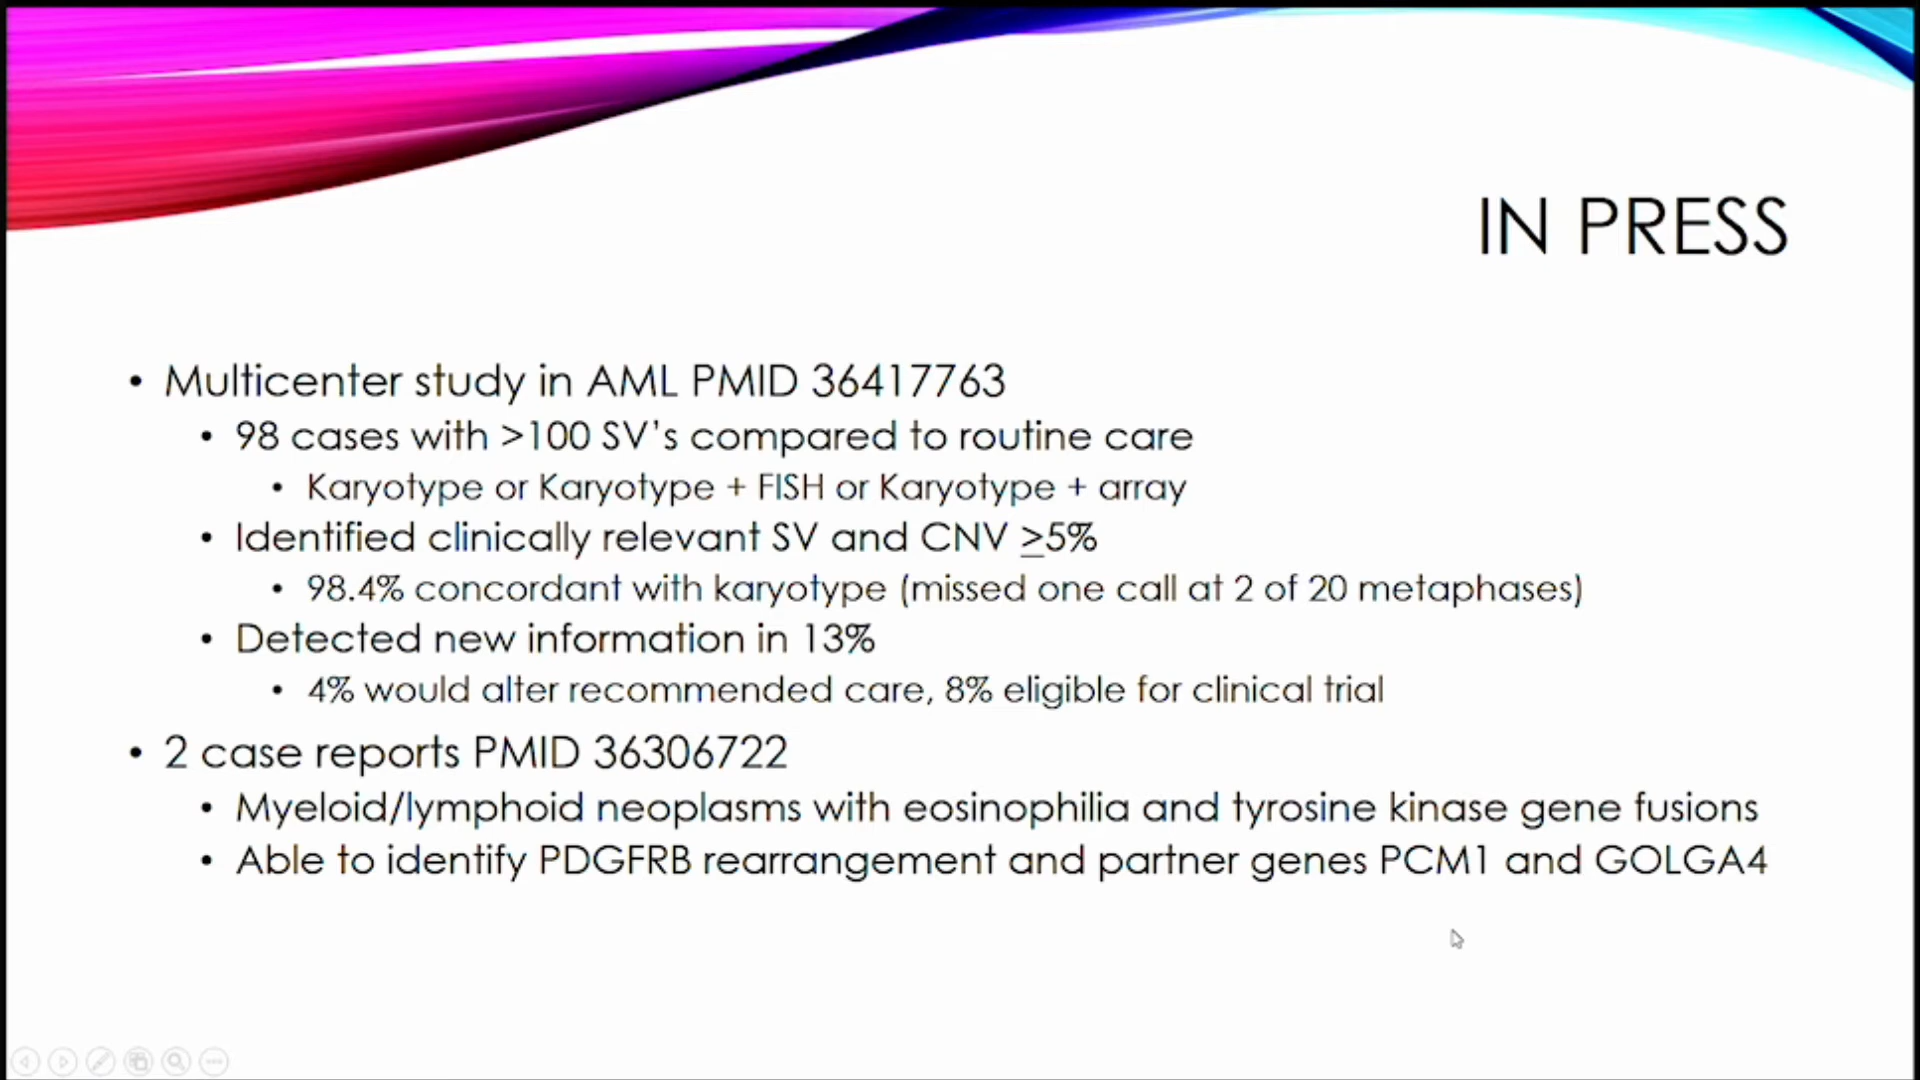 IN PRESS
• Multicenter study in AML PMID 36417763
• 98 cases with >100 SV's compared to routine care
• Karyotype or Karyotype + FISH or Karyotype + array
• Identified clinically relevant SV and CNV ≥5%
• 98.4% concordant with karyotype (missed one call at 2 of 20 metaphases)
• Detected new information in 13%
• 4% would alter recommended care, 8% eligible for clinical trial
• 2 case reports PMID 36306722
• Myeloid/lymphoid neoplasms with eosinophilia and tyrosine kinase gene fusions
• Able to identify PDGFRB rearrangement and partner genes PCM1 and GOLGA4